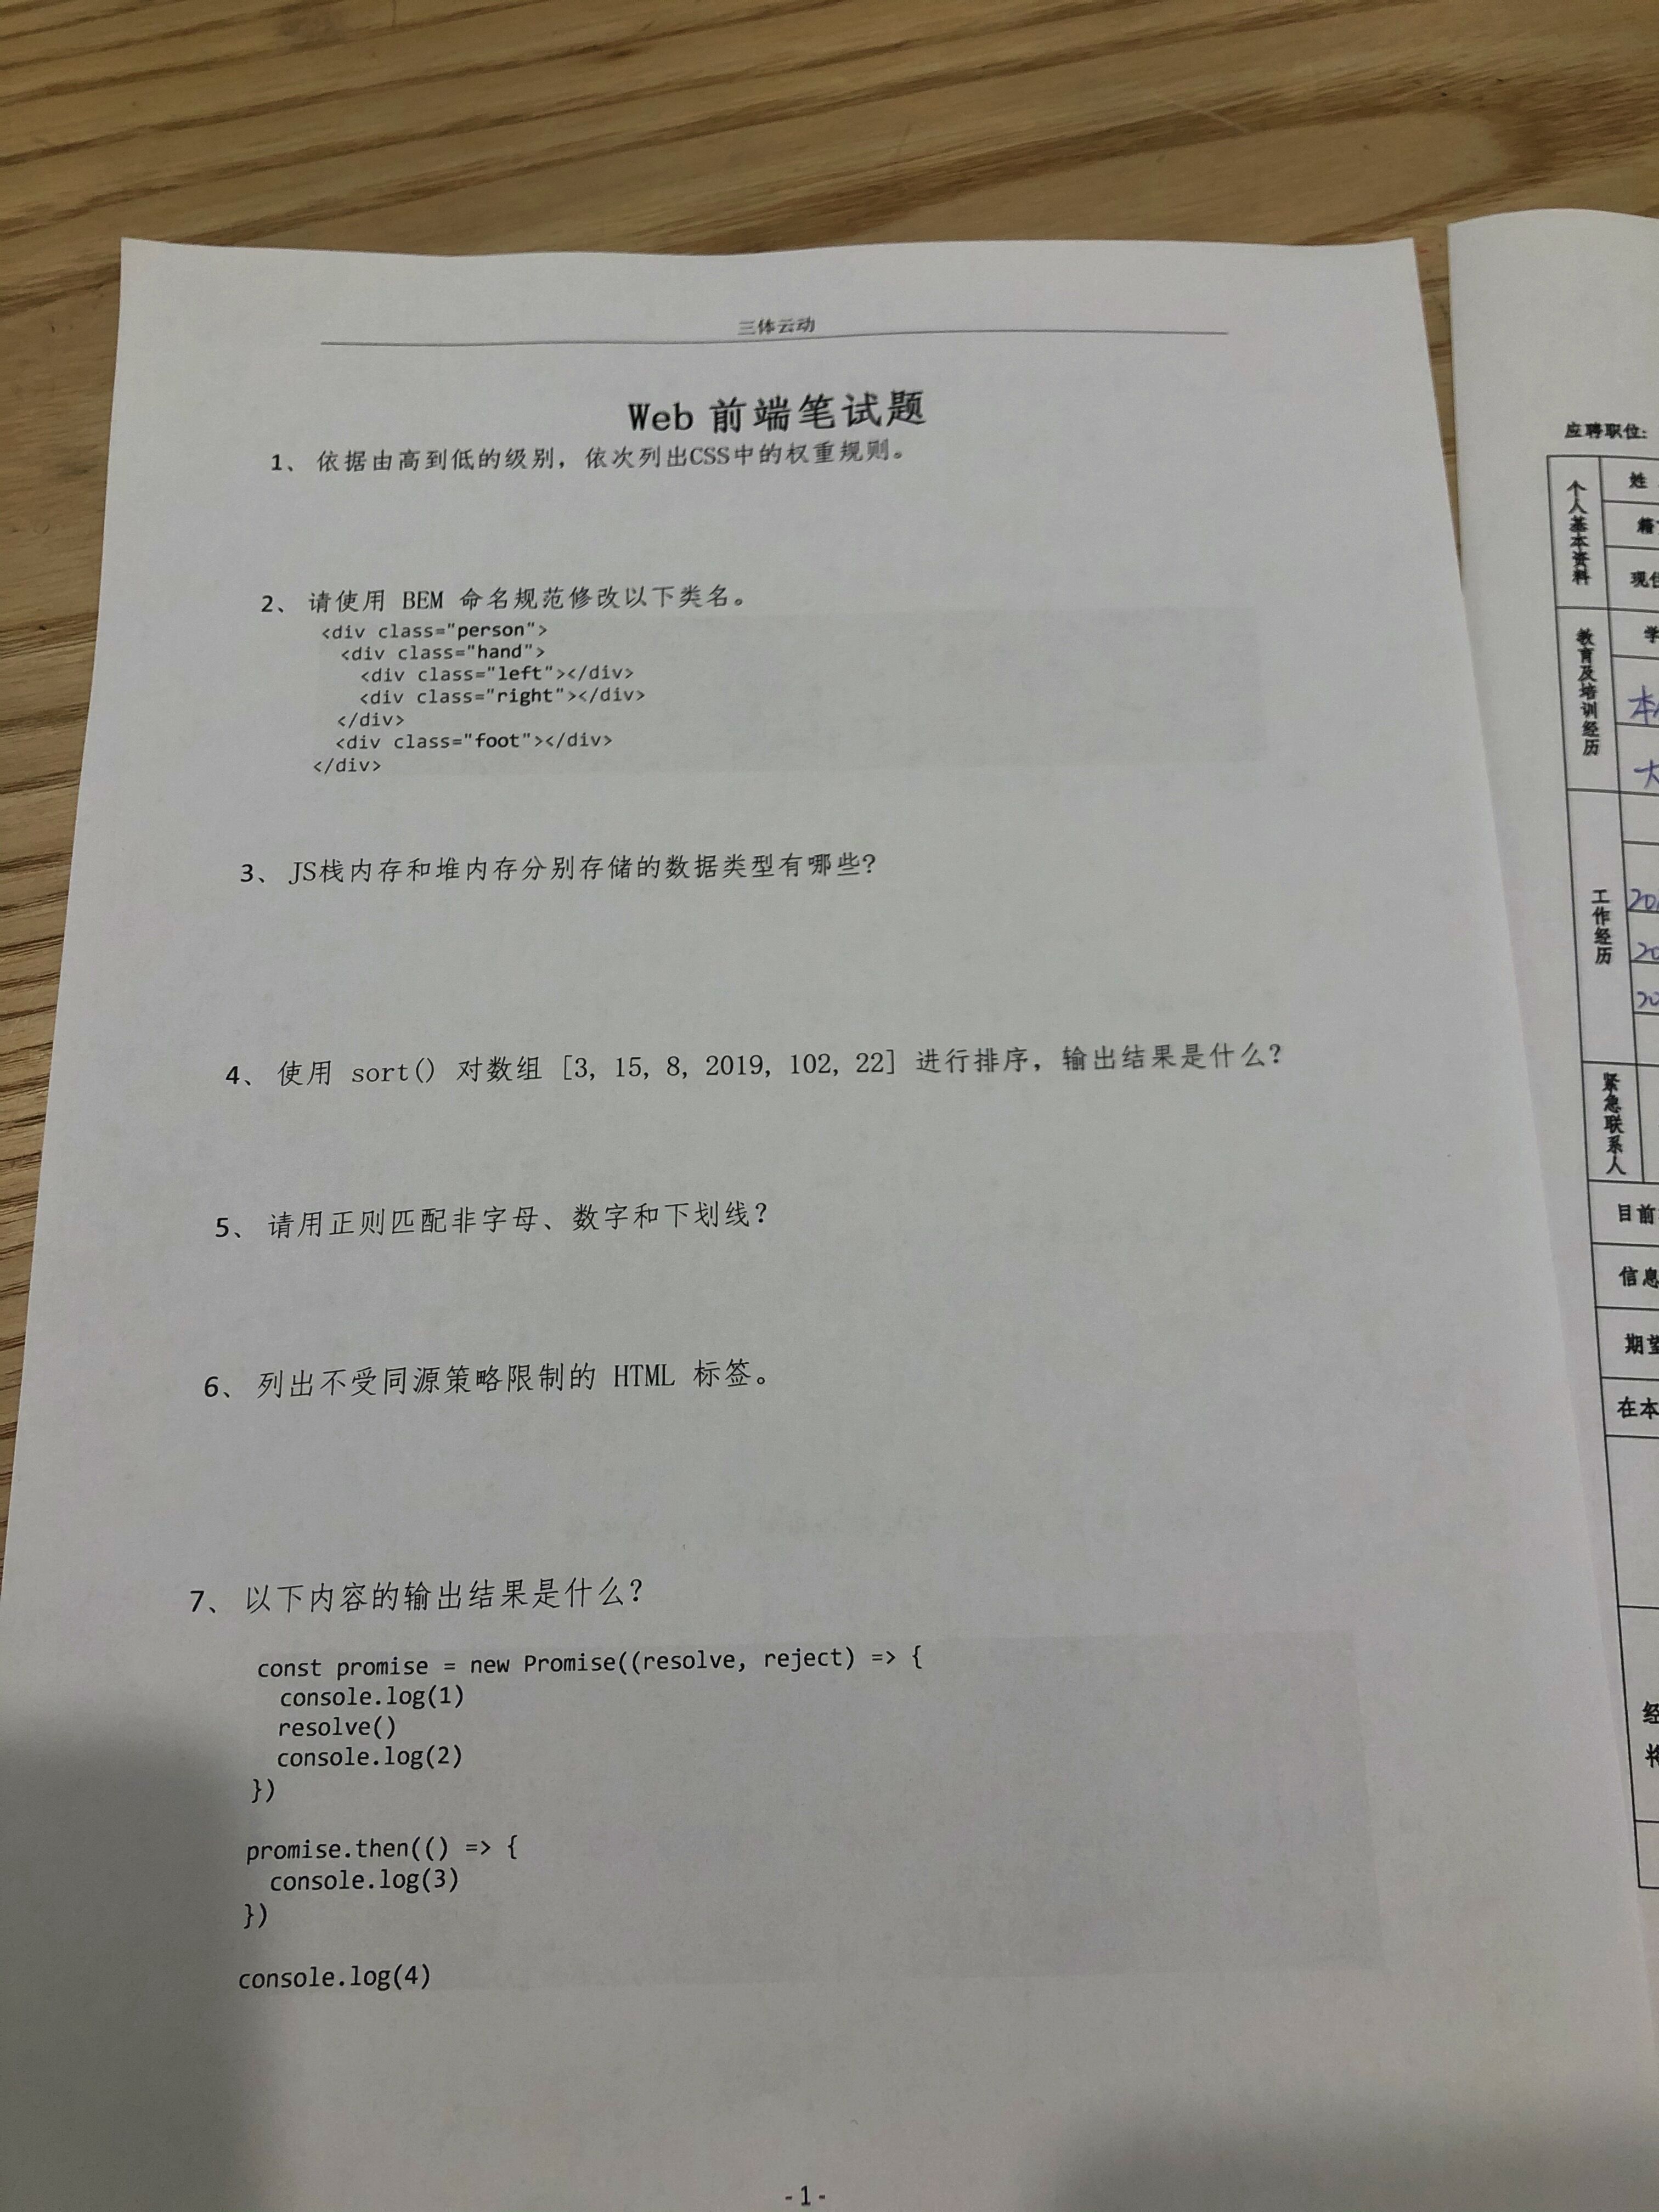 三体云动
Web 前端笔试题
1、 依据由高到低的级别，依次列出CSS中的权重规则。
2、 请使用 BEM 命名规范修改以下类名。
<div class="person">
<div class="hand">
<div class="left"></div>
<div class="right"></div>
</div>
<div class="foot"></div>
</div>
3、 JS栈内存和堆内存分别存储的数据类型有哪些?
4、 使用 sort() 对数组 [3, 15, 8, 2019, 102, 22] 进行排序，输出结果是什么?
5、 请用正则匹配非字母、数字和下划线?
6、 列出不受同源策略限制的 HTML 标签。
7、 以下内容的输出结果是什么?
const promise = new Promise((resolve, reject) => {
console.log(1)
resolve()
console.log(2)
})
promise.then(() => {
console.log(3)
})
console.log(4)
- 1 -
应聘职位:
个人基本资料
姓
籍
现住
教育及培训经历
学
本
大
工作经历
20
20
20
紧急联系人
目前
信息
期望
在本
经
将